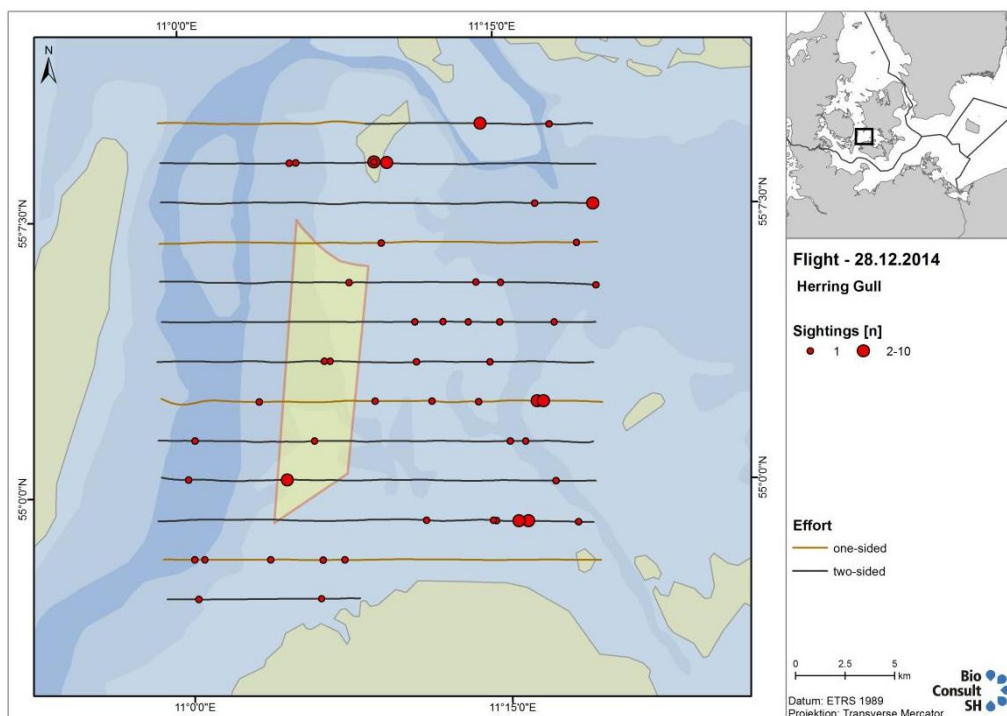 11°0'0"E
11°15'0"E
N
55°7'30"N
55°7'30"N
55°0'0"N
55°0'0"N
11°0'0"E
11°15'0"E
Flight - 28.12.2014
Herring Gull
Sightings [n]
1
2-10
Effort
one-sided
two-sided
0 2.5 5
km
Datum: ETRS 1989
Projektion: Transverse Mercator
Bio
Consult
SH